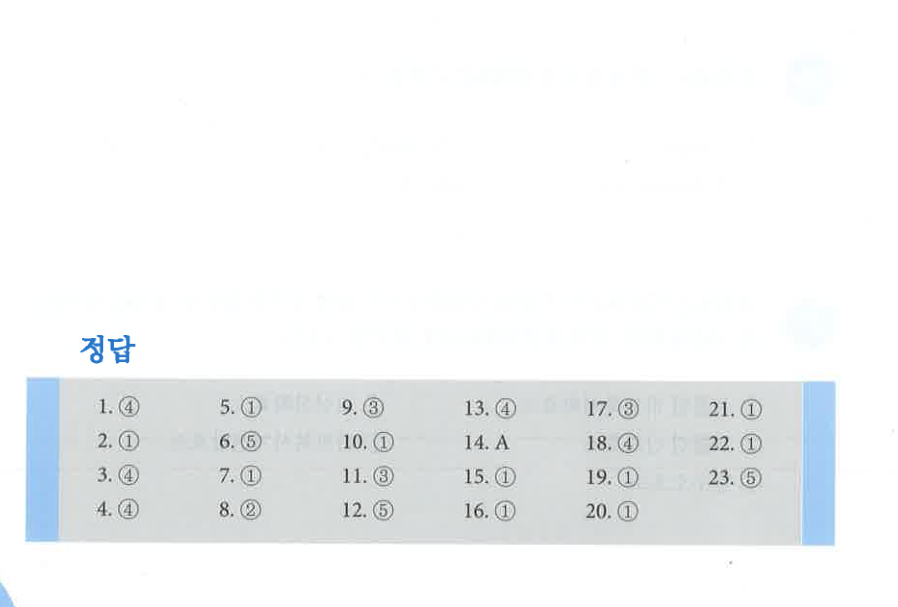 정답
1. ④ 5. ① 9. ③ 13. ④ 17. ③ 21. ①
2. ① 6. ⑤ 10. ① 14. A 18. ④ 22. ①
3. ④ 7. ① 11. ③ 15. ① 19. ① 23. ⑤
4. ④ 8. ② 12. ⑤ 16. ① 20. ①